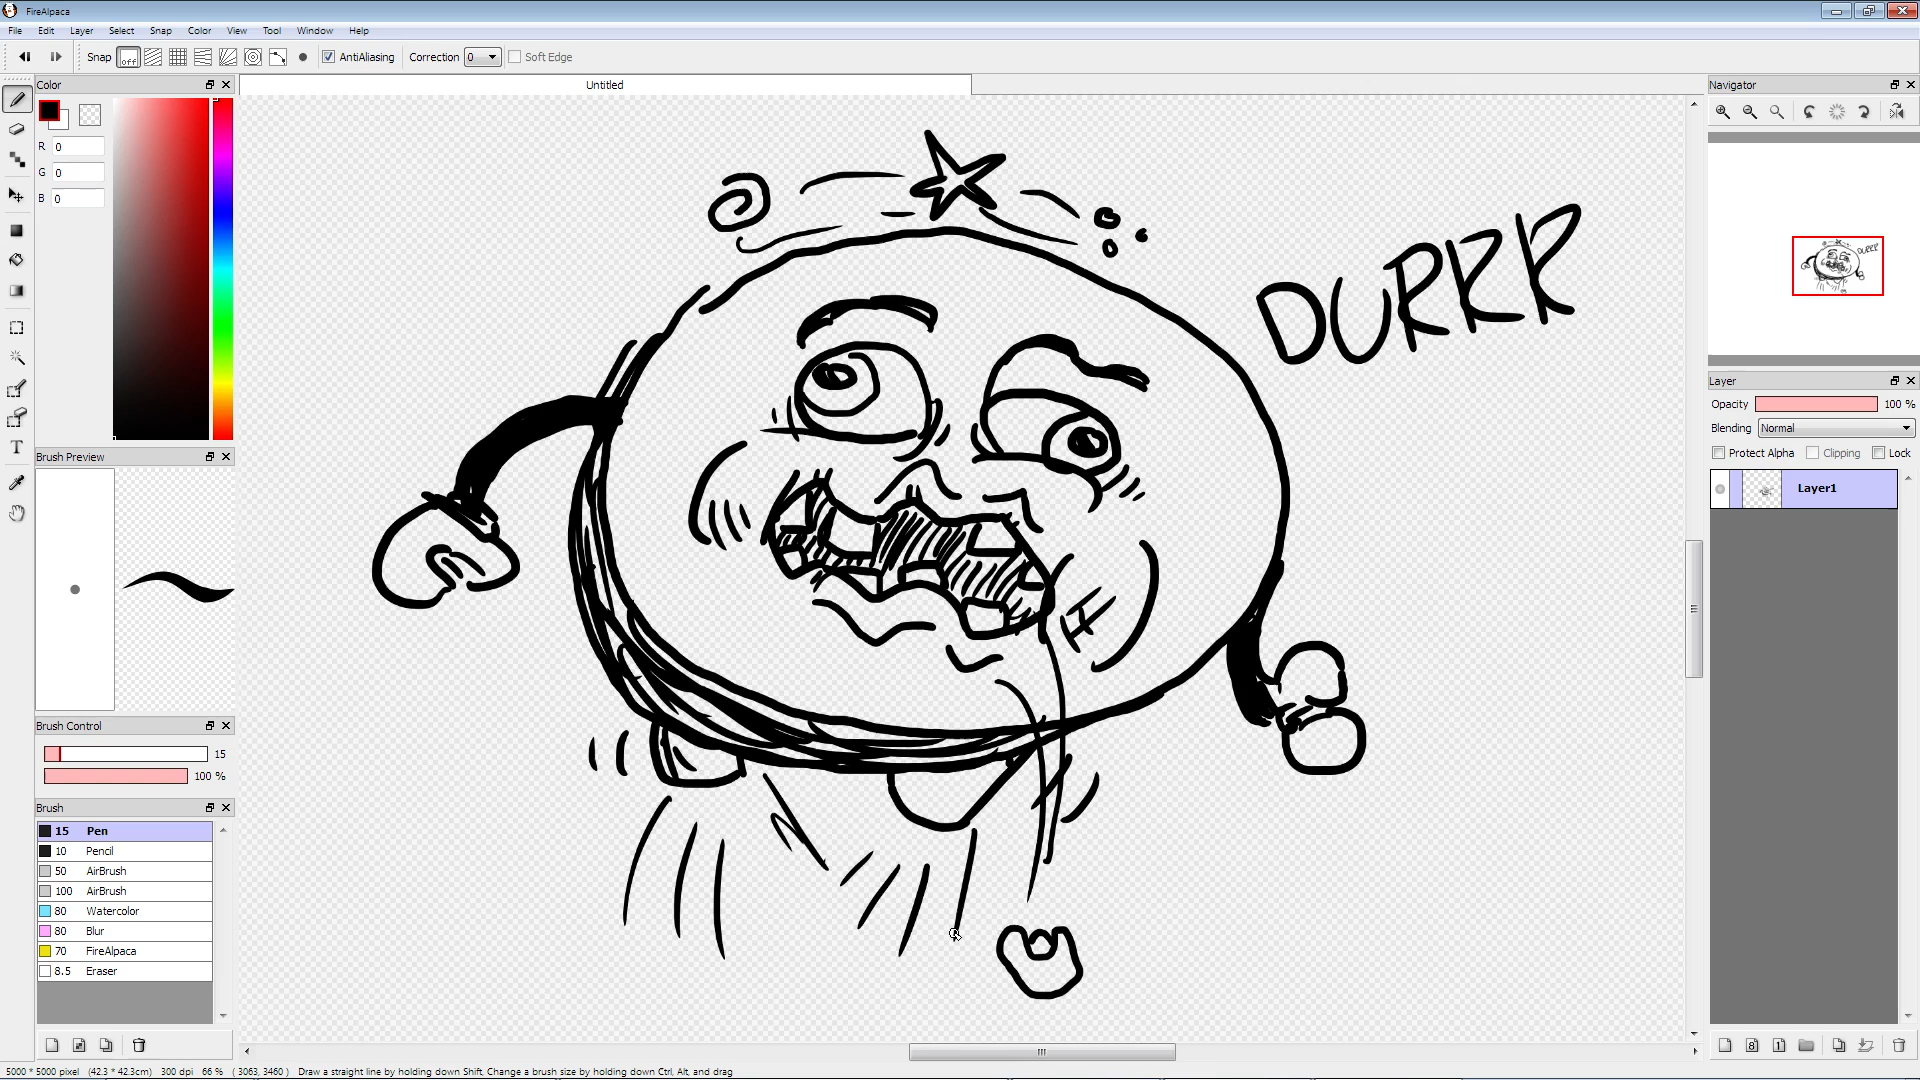 FireAlpaca
File Edit Layer Select Snap Color View Tool Window Help
Snap off AntiAliasing Correction 0 Soft Edge
Color
Untitled
Navigator
R 0
G 0
B 0
DURRR
Layer
Opacity 100 %
Blending Normal
Protect Alpha Clipping Lock
Layer1
Brush Preview
Brush Control
15
100 %
Brush
15 Pen
10 Pencil
50 AirBrush
100 AirBrush
80 Watercolor
80 Blur
70 FireAlpaca
8.5 Eraser
5000 * 5000 pixel (42.3 * 42.3cm) 300 dpi 66 % ( 3063, 3460 ) Draw a straight line by holding down Shift, Change a brush size by holding down Ctrl, Alt, and drag